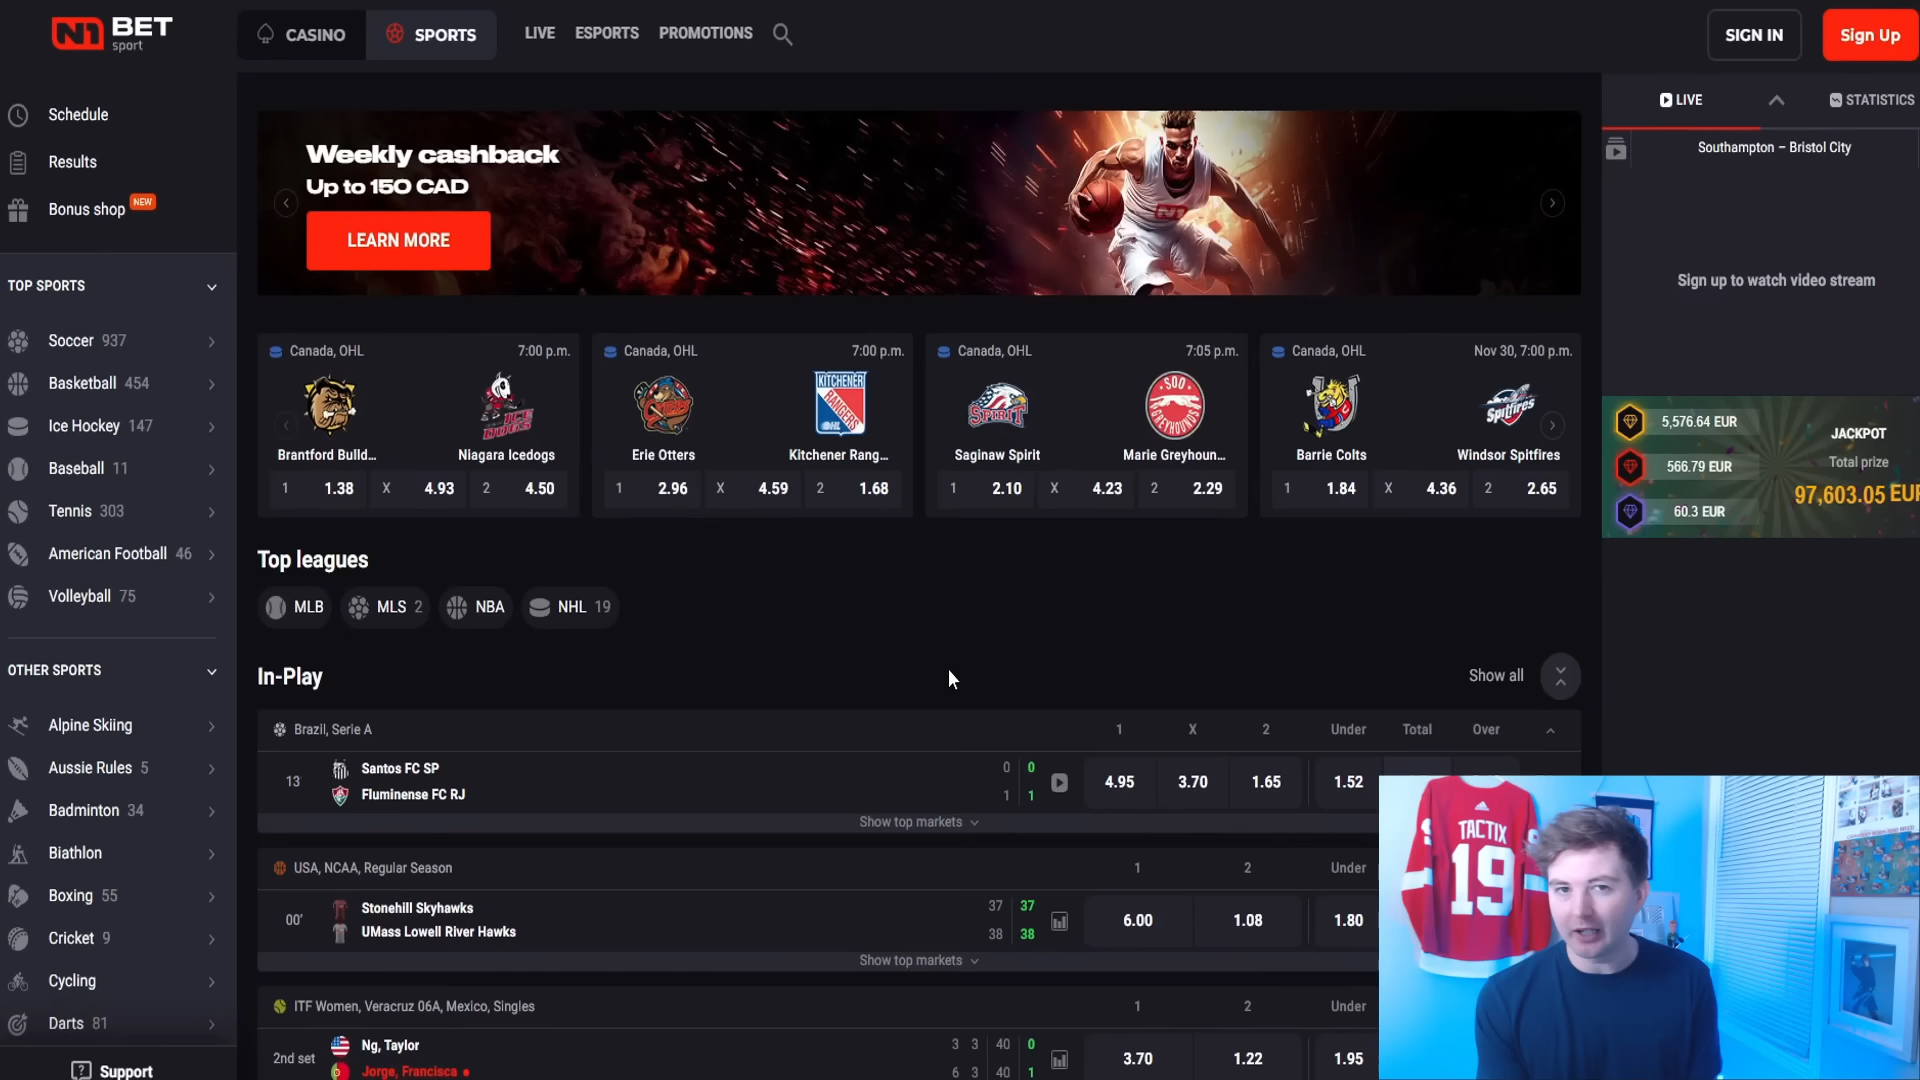 N1 BET sport
CASINO
SPORTS
LIVE
ESPORTS
PROMOTIONS
SIGN IN
Sign Up
Schedule
Results
Bonus shop NEW
TOP SPORTS
Soccer 937
Basketball 454
Ice Hockey 147
Baseball 11
Tennis 303
American Football 46
Volleyball 75
OTHER SPORTS
Alpine Skiing
Aussie Rules 5
Badminton 34
Biathlon
Boxing 55
Cricket 9
Cycling
Darts 81
Support
Weekly cashback
Up to 150 CAD
LEARN MORE
N1
Canada, OHL 7:00 p.m.
ICE DOGS
Brantford Bulld... Niagara Icedogs
1 1.38 X 4.93 2 4.50
Canada, OHL 7:00 p.m.
KITCHENER RANGERS OHL
Erie Otters Kitchener Rang...
1 2.96 X 4.59 2 1.68
Canada, OHL 7:05 p.m.
SPIRIT
SOO GREYHOUNDS
Saginaw Spirit Marie Greyhoun...
1 2.10 X 4.23 2 2.29
Canada, OHL Nov 30, 7:00 p.m.
Spitfires
Barrie Colts Windsor Spitfires
1 1.84 X 4.36 2 2.65
Top leagues
MLB
MLS 2
NBA
NHL 19
In-Play
Show all
Brazil, Serie A 1 X 2 Under Total Over
13 Santos FC SP 0 0
Fluminense FC RJ 1 1
4.95 3.70 1.65 1.52
Show top markets
USA, NCAA, Regular Season 1 2 Under
00' Stonehill Skyhawks 37 37
UMass Lowell River Hawks 38 38
6.00 1.08 1.80
Show top markets
ITF Women, Veracruz 06A, Mexico, Singles 1 2 Under
2nd set Ng, Taylor 3 3 40 0
Jorge, Francisca 6 3 40 1
3.70 1.22 1.95
LIVE
STATISTICS
Southampton – Bristol City
Sign up to watch video stream
5,576.64 EUR
566.79 EUR
60.3 EUR
JACKPOT
Total prize
97,603.05 EUR
TACTIX
19